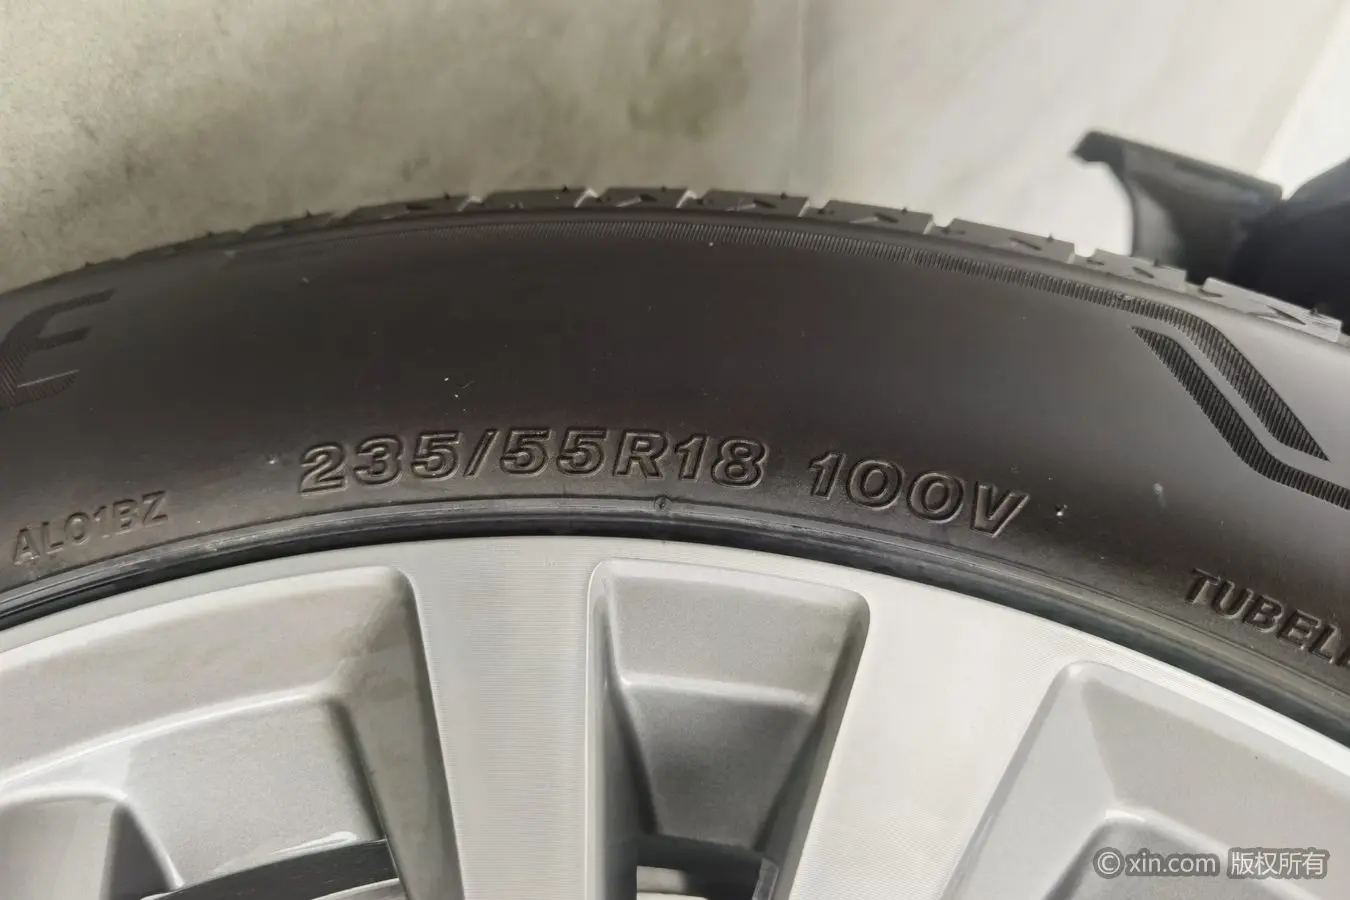 E
235/55R18 100V
AL01BZ
TUBEL
© xin.com 版权所有